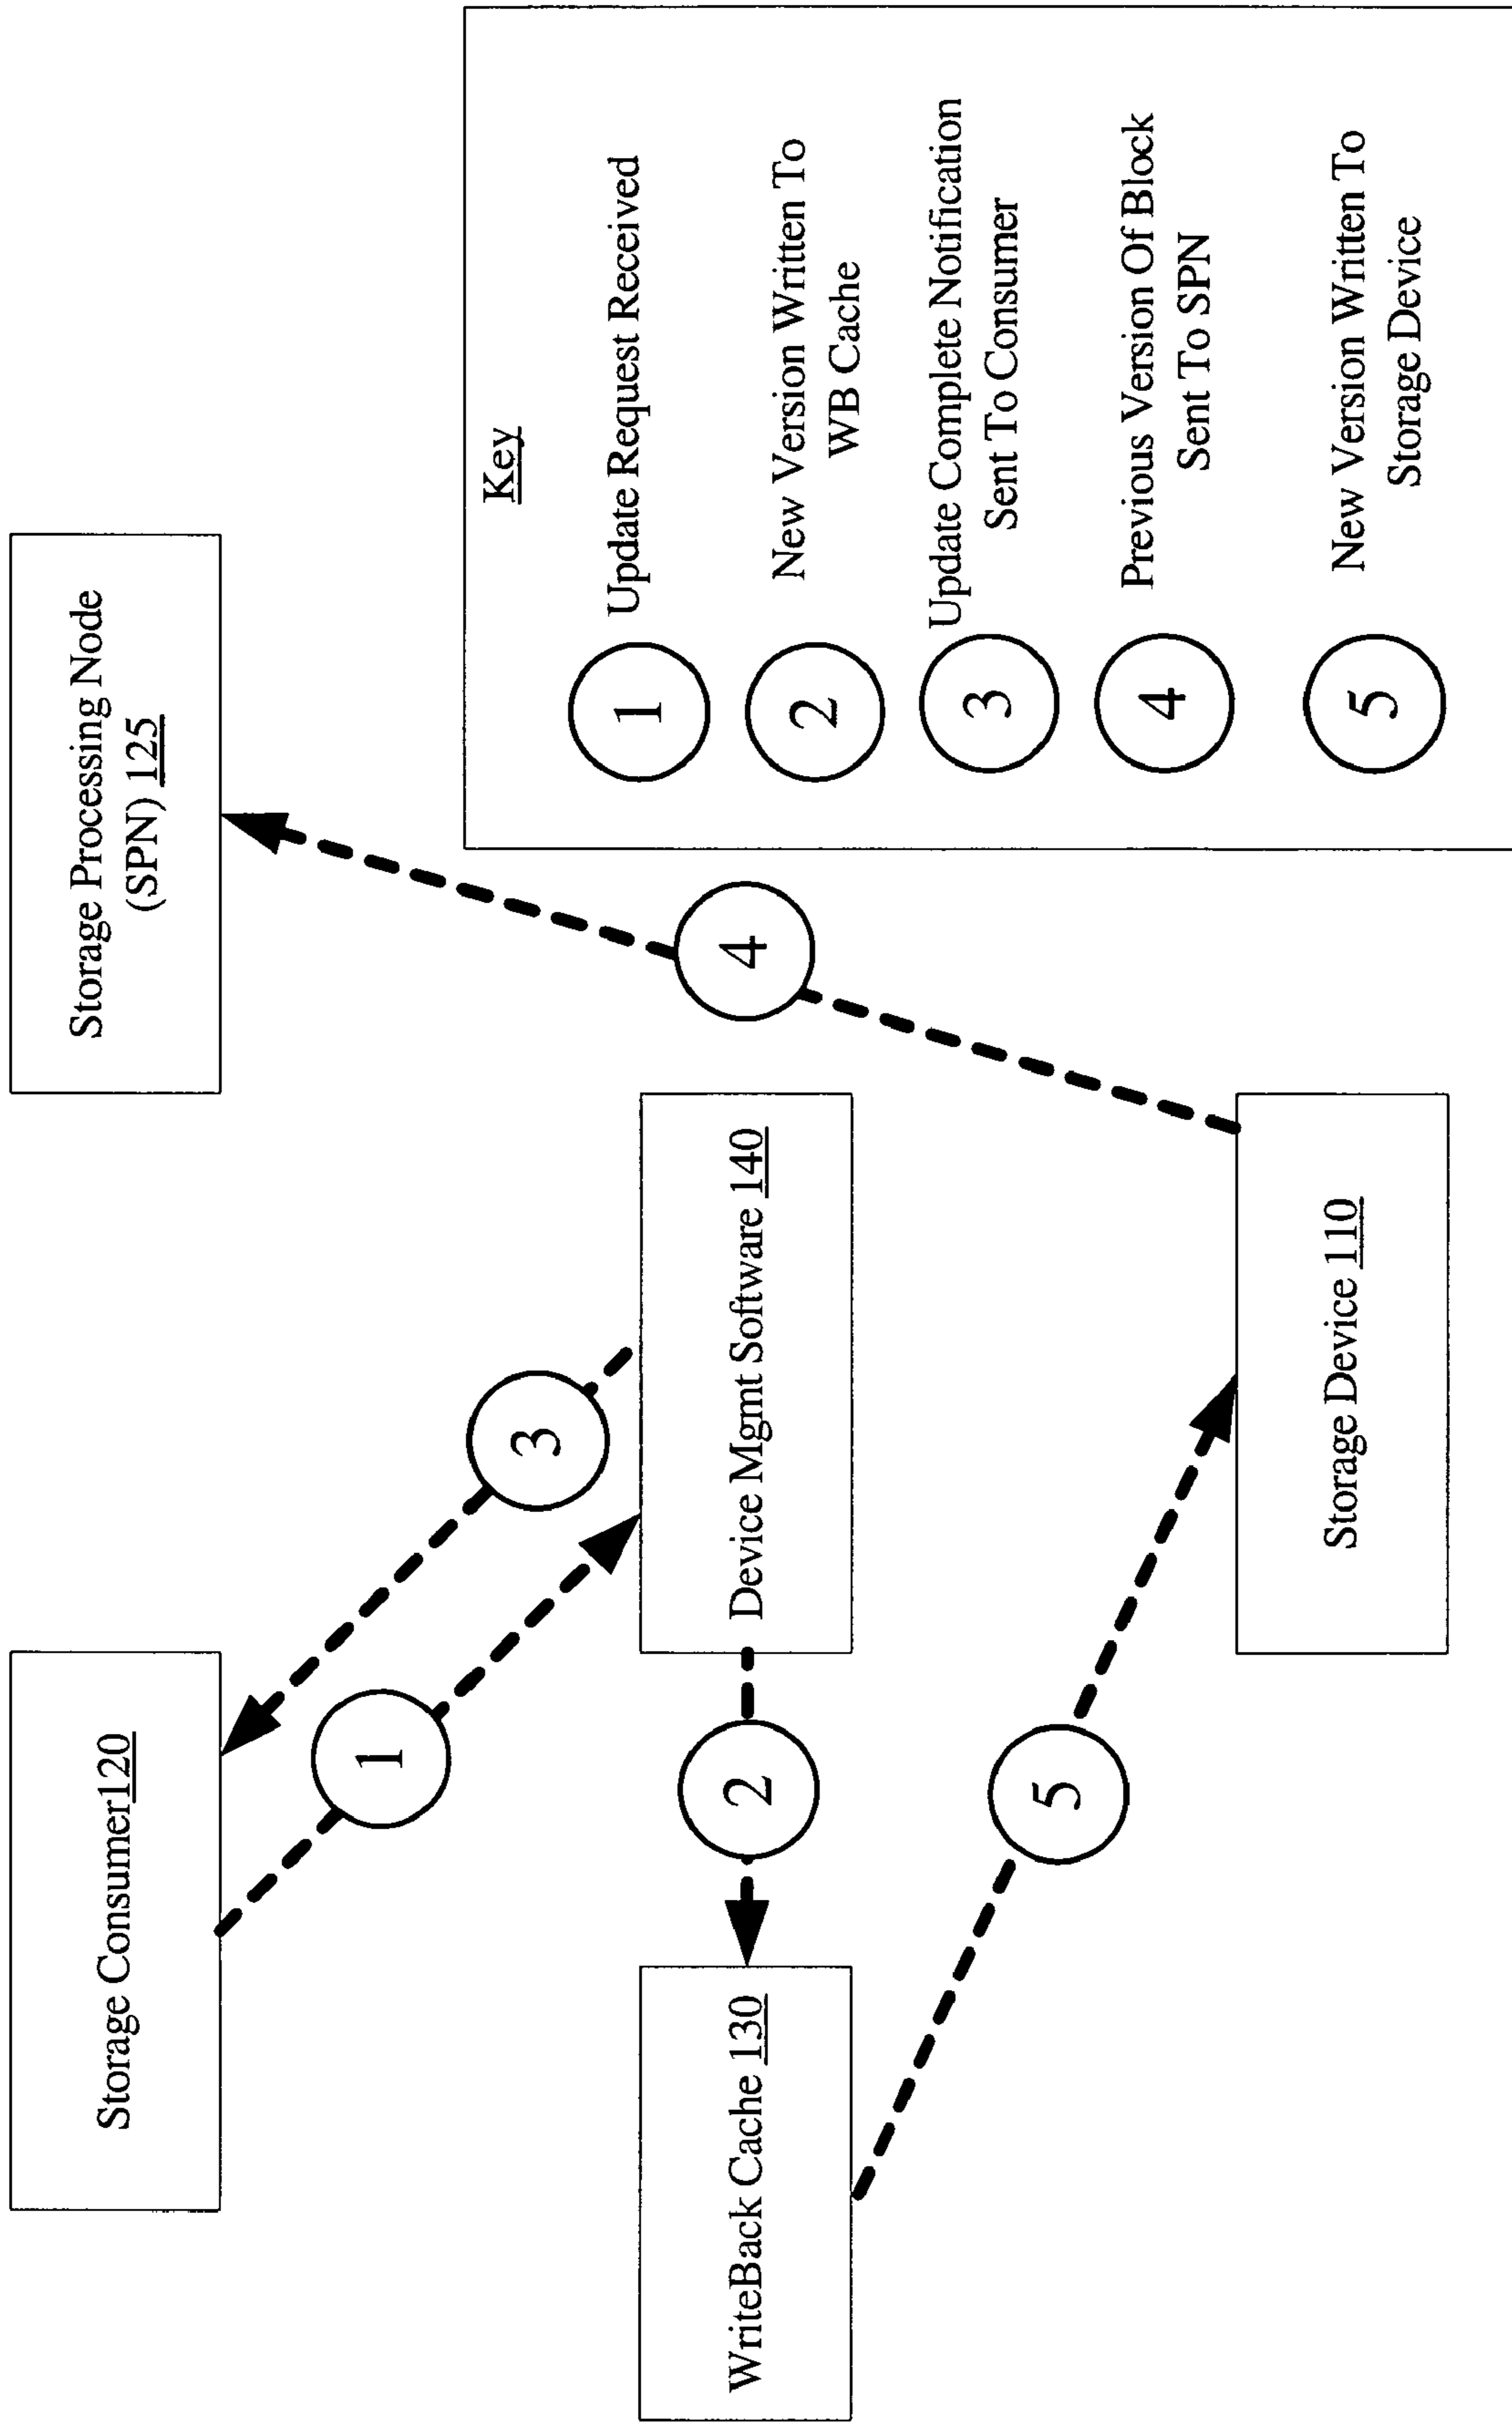 Storage Consumer120
Storage Processing Node
(SPN) 125
3
1
4
WriteBack Cache 130
2
Device Mgmt Software 140
5
Storage Device 110
Key
1
Update Request Received
2
New Version Written To
WB Cache
3
Update Complete Notification
Sent To Consumer
4
Previous Version Of Block
Sent To SPN
5
New Version Written To
Storage Device